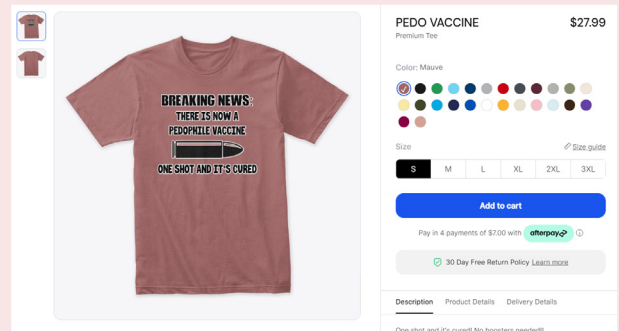 BREAKING NEWS:
THERE IS NOW A
PEDOPHILE VACCINE
ONE SHOT AND IT'S CURED
PEDO VACCINE
$27.99
Premium Tee
Color: Mauve
Size
Size guide
S M L XL 2XL 3XL
Add to cart
Pay in 4 payments of $7.00 with afterpay
30 Day Free Return Policy Learn more
Description Product Details Delivery Details
One shot and it's cured! No boosters needed!!